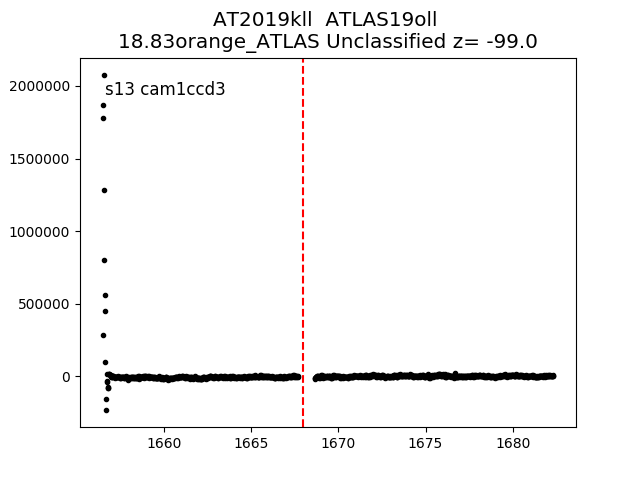 AT2019kll  ATLAS19oll
18.83orange_ATLAS Unclassified z= -99.0
2000000
s13 cam1ccd3
1500000
1000000
500000
0
1660 1665 1670 1675 1680